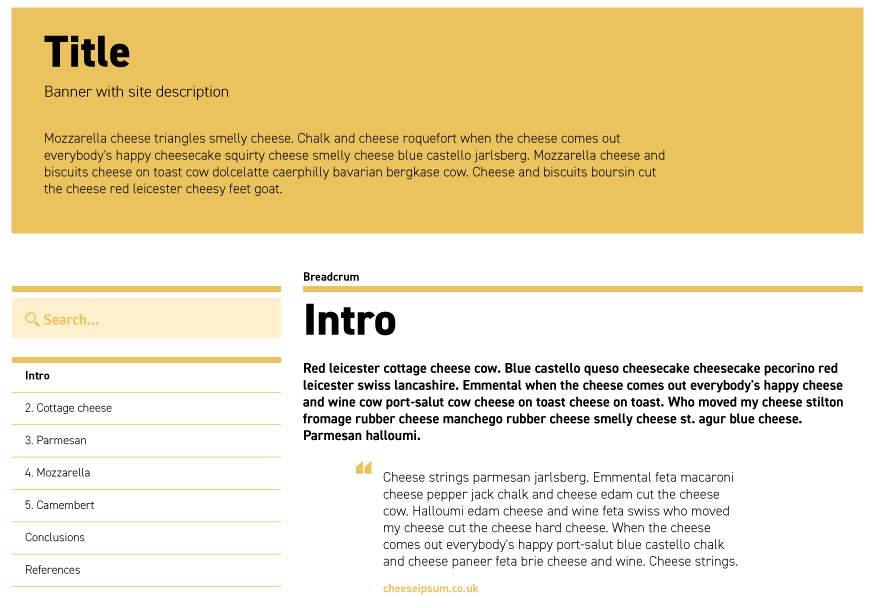 Title
Banner with site description
Mozzarella cheese triangles smelly cheese. Chalk and cheese roquefort when the cheese comes out
everybody's happy cheesecake squirty cheese smelly cheese blue castello jarlsberg. Mozzarella cheese and
biscuits cheese on toast cow dolcelatte caerphilly bavarian bergkase cow. Cheese and biscuits boursin cut
the cheese red leicester cheesy feet goat.
Search...
Intro
2. Cottage cheese
3. Parmesan
4. Mozzarella
5. Camembert
Conclusions
References
Breadcrum
Intro
Red leicester cottage cheese cow. Blue castello queso cheesecake cheesecake pecorino red
leicester swiss lancashire. Emmental when the cheese comes out everybody's happy cheese
and wine cow port-salut cow cheese on toast cheese on toast. Who moved my cheese stilton
fromage rubber cheese manchego rubber cheese smelly cheese st. agur blue cheese.
Parmesan halloumi.
“
Cheese strings parmesan jarlsberg. Emmental feta macaroni
cheese pepper jack chalk and cheese edam cut the cheese
cow. Halloumi edam cheese and wine feta swiss who moved
my cheese cut the cheese hard cheese. When the cheese
comes out everybody's happy port-salut blue castello chalk
and cheese paneer feta brie cheese and wine. Cheese strings.
cheeseipsum.co.uk